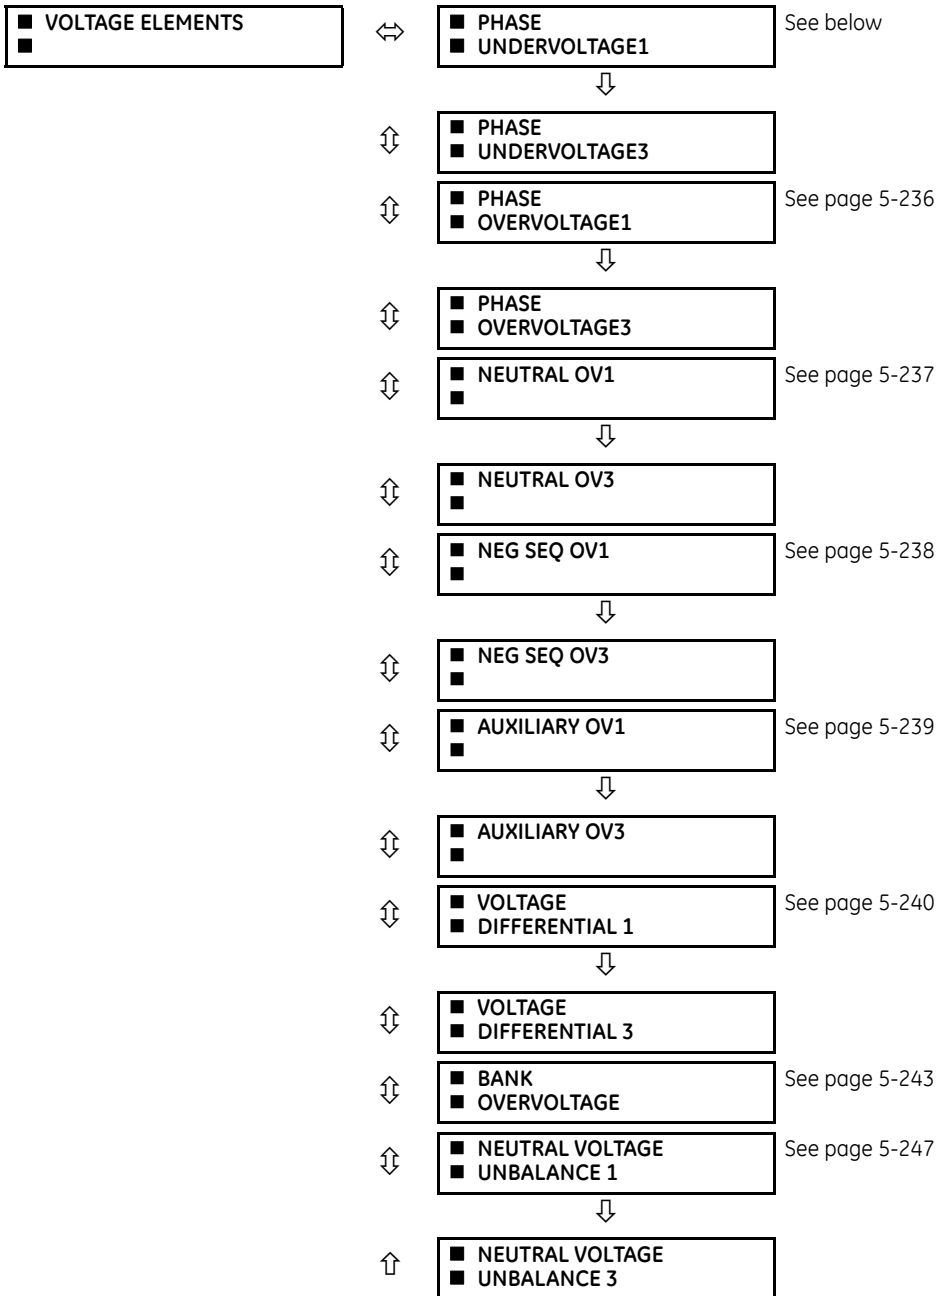 ■ VOLTAGE ELEMENTS
■
■ PHASE
■ UNDERVOLTAGE1
See below
■ PHASE
■ UNDERVOLTAGE3
■ PHASE
■ OVERVOLTAGE1
See page 5-236
■ PHASE
■ OVERVOLTAGE3
■ NEUTRAL OV1
■
See page 5-237
■ NEUTRAL OV3
■
■ NEG SEQ OV1
■
See page 5-238
■ NEG SEQ OV3
■
■ AUXILIARY OV1
■
See page 5-239
■ AUXILIARY OV3
■
■ VOLTAGE
■ DIFFERENTIAL 1
See page 5-240
■ VOLTAGE
■ DIFFERENTIAL 3
■ BANK
■ OVERVOLTAGE
See page 5-243
■ NEUTRAL VOLTAGE
■ UNBALANCE 1
See page 5-247
■ NEUTRAL VOLTAGE
■ UNBALANCE 3